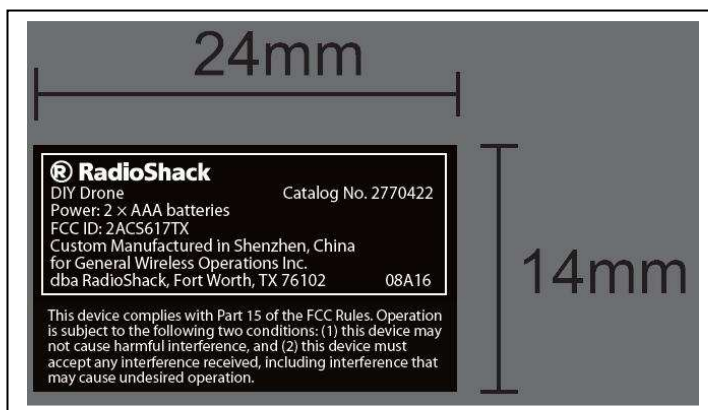 24mm
® RadioShack
DIY Drone Catalog No. 2770422
Power: 2 × AAA batteries
FCC ID: 2ACS617TX
Custom Manufactured in Shenzhen, China
for General Wireless Operations Inc.
dba RadioShack, Fort Worth, TX 76102 08A16
14mm
This device complies with Part 15 of the FCC Rules. Operation
is subject to the following two conditions: (1) this device may
not cause harmful interference, and (2) this device must
accept any interference received, including interference that
may cause undesired operation.